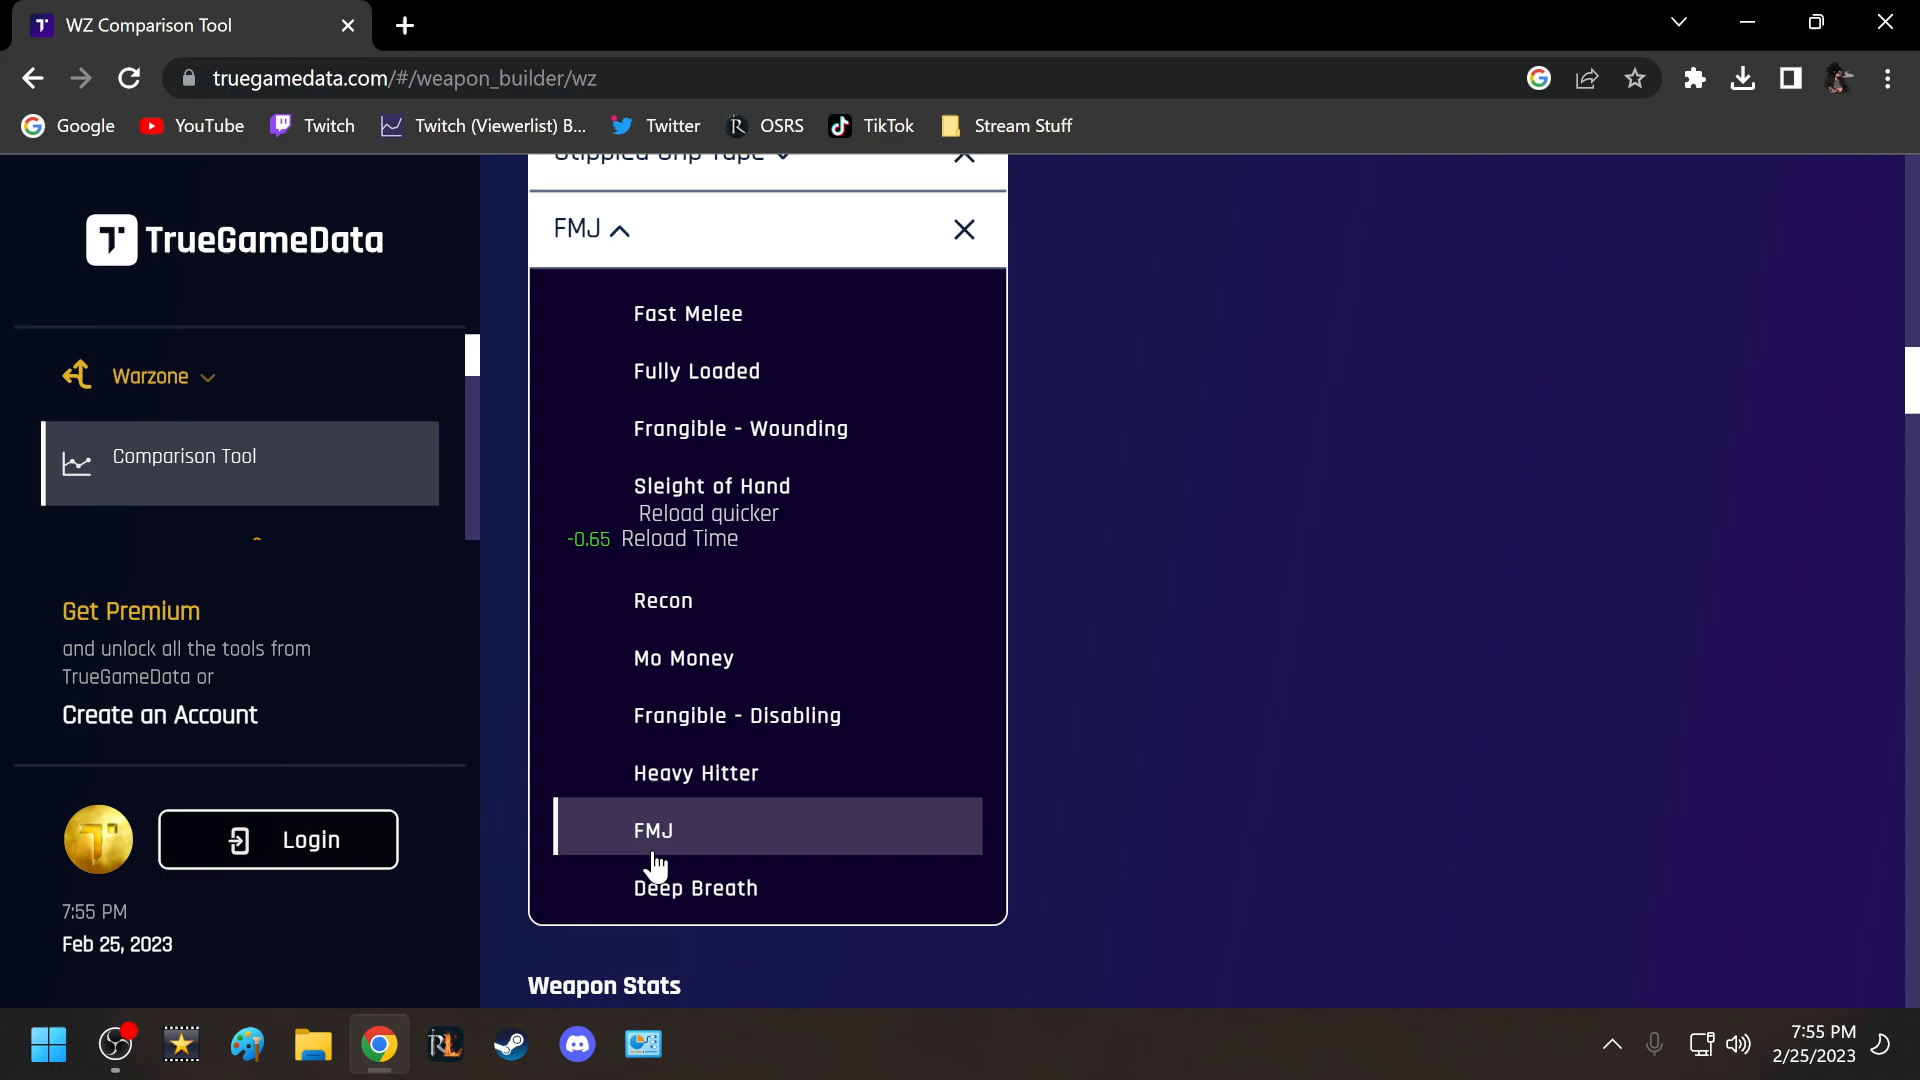 WZ Comparison Tool
truegamedata.com/#/weapon_builder/wz
Google
YouTube
Twitch
Twitch (Viewerlist) B...
Twitter
OSRS
TikTok
Stream Stuff
TrueGameData
Warzone
Comparison Tool
Get Premium
and unlock all the tools from
TrueGameData or
Create an Account
Login
7:55 PM
Feb 25, 2023
Stippled Grip Tape
FMJ
Fast Melee
Fully Loaded
Frangible - Wounding
Sleight of Hand
Reload quicker
-0.65 Reload Time
Recon
Mo Money
Frangible - Disabling
Heavy Hitter
FMJ
Deep Breath
Weapon Stats
7:55 PM
2/25/2023